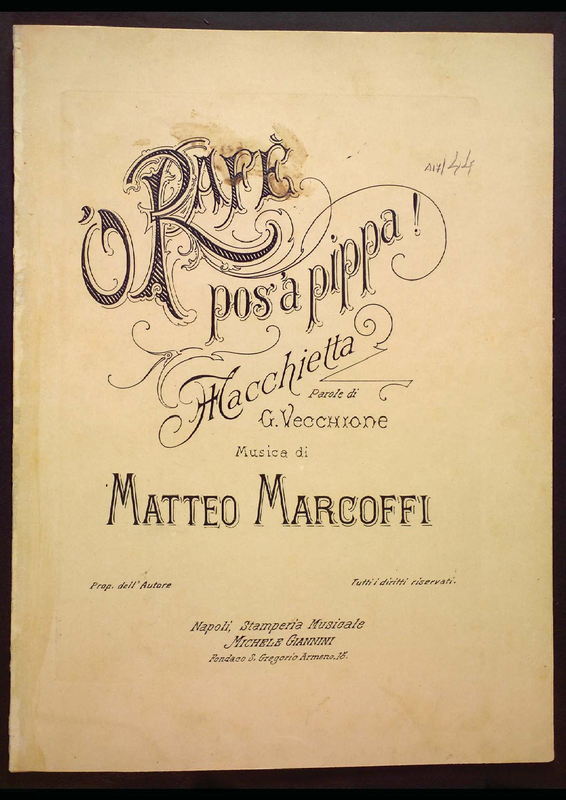 'O RAFÈ
pos'à pippa!
Macchietta
Parole di
G. VECCHIONE
Musica di
MATTEO MARCOFFI
Prop. dell'Autore
Tutti i diritti riservati.
Napoli, Stamperia Musicale
MICHELE GIANNINI
Fondaco S. Gregorio Armeno, 15.